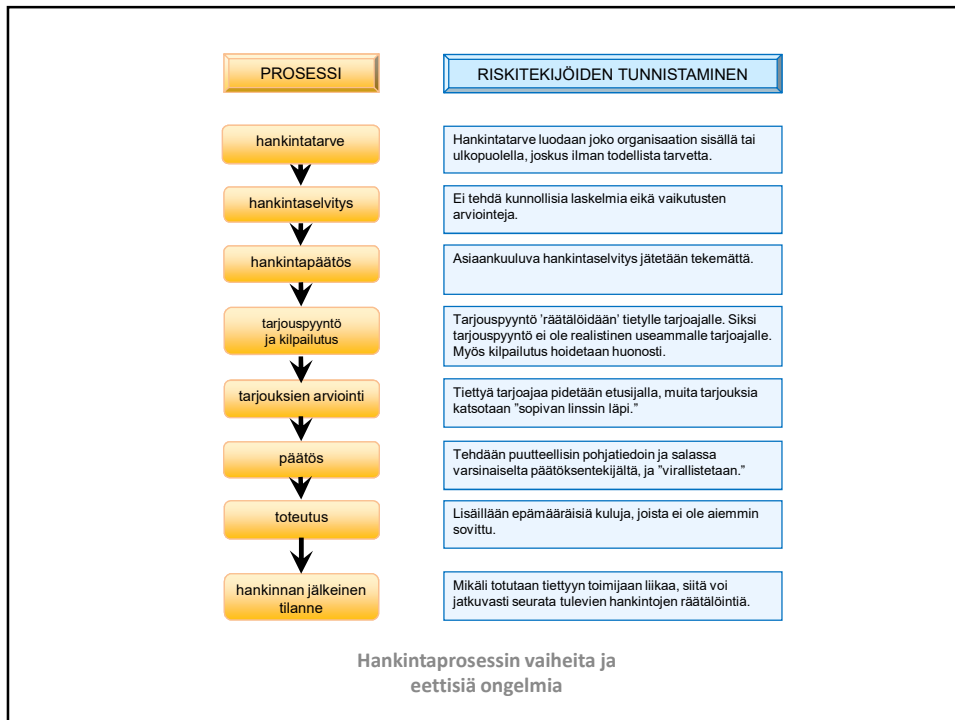 PROSESSI
RISKITEKIJÖIDEN TUNNISTAMINEN
hankintatarve
Hankintatarve luodaan joko organisaation sisällä tai
ulkopuolella, joskus ilman todellista tarvetta.
hankintaselvitys
Ei tehdä kunnollisia laskelmia eikä vaikutusten
arviointeja.
hankintapäätös
Asiaankuuluva hankintaselvitys jätetään tekemättä.
tarjouspyyntö
ja kilpailutus
Tarjouspyyntö 'räätälöidään' tietylle tarjoajalle. Siksi
tarjouspyyntö ei ole realistinen useammalle tarjoajalle.
Myös kilpailutus hoidetaan huonosti.
tarjouksien arviointi
Tiettyä tarjoajaa pidetään etusijalla, muita tarjouksia
katsotaan ”sopivan linssin läpi.”
päätös
Tehdään puutteellisin pohjatiedoin ja salassa
varsinaiselta päätöksentekijältä, ja ”virallistetaan.”
toteutus
Lisäillään epämääräisiä kuluja, joista ei ole aiemmin
sovittu.
hankinnan jälkeinen
tilanne
Mikäli totutaan tiettyyn toimijaan liikaa, siitä voi
jatkuvasti seurata tulevien hankintojen räätälöintiä.
Hankintaprosessin vaiheita ja
eettisiä ongelmia